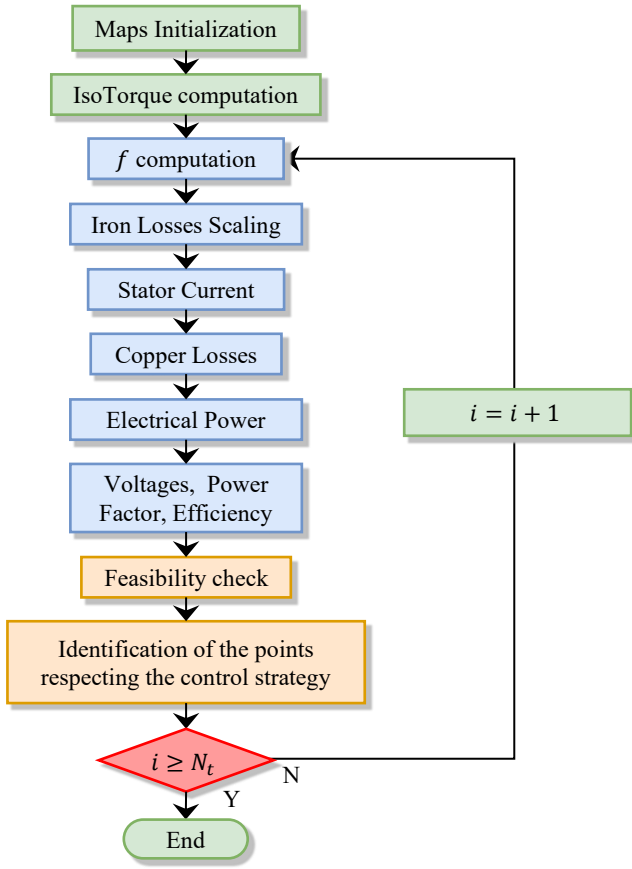 Maps Initialization
IsoTorque computation
f computation
Iron Losses Scaling
Stator Current
Copper Losses
Electrical Power
i = i + 1
Voltages, Power
Factor, Efficiency
Feasibility check
Identification of the points
respecting the control strategy
i ≥ Nₜ
N
Y
End